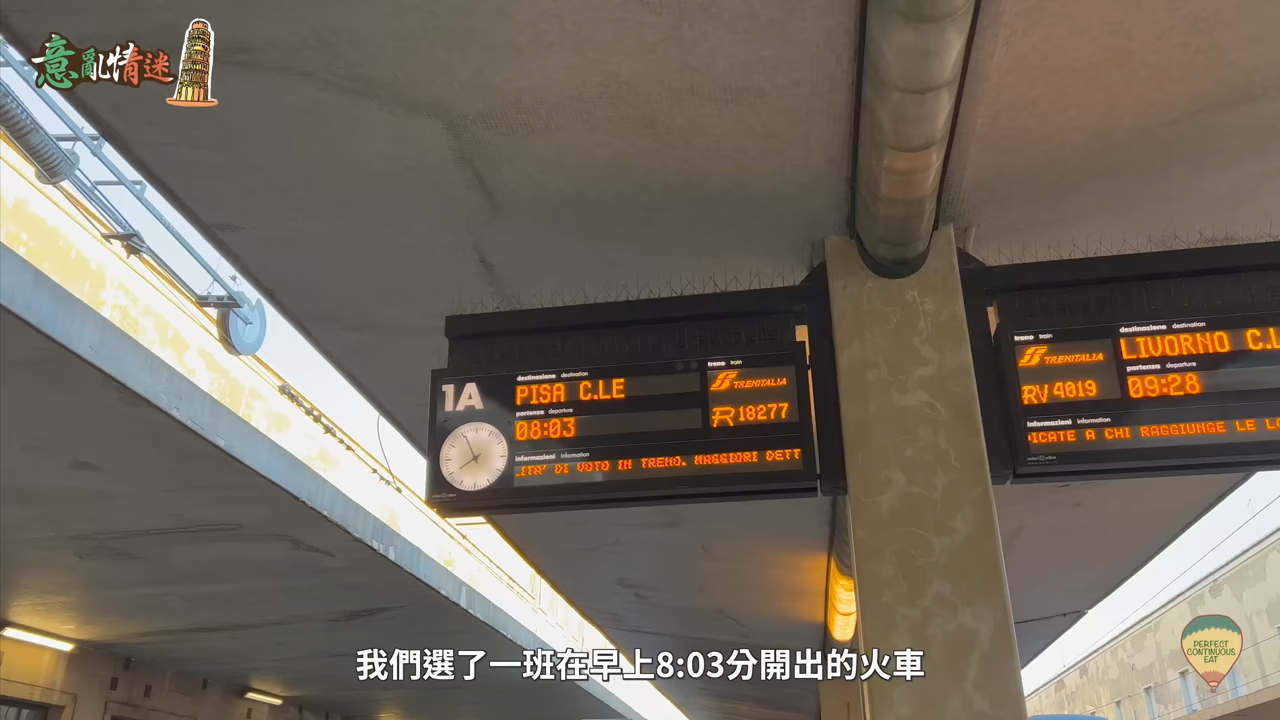 意亂情迷
1A
destinazione destination
PISA C.LE
partenza departure
08:03
treno train
TRENITALIA
R 18277
informazioni information
ITA' DI VOTO IN TRENO. MAGGIORI DETT
treno train
TRENITALIA
RV 4019
destinazione destination
LIVORNO C.L
partenza departure
09:28
informazioni information
ICATE A CHI RAGGIUNGE LE LO
我們選了一班在早上8:03分開出的火車
PERFECT
CONTINUOUS
EAT